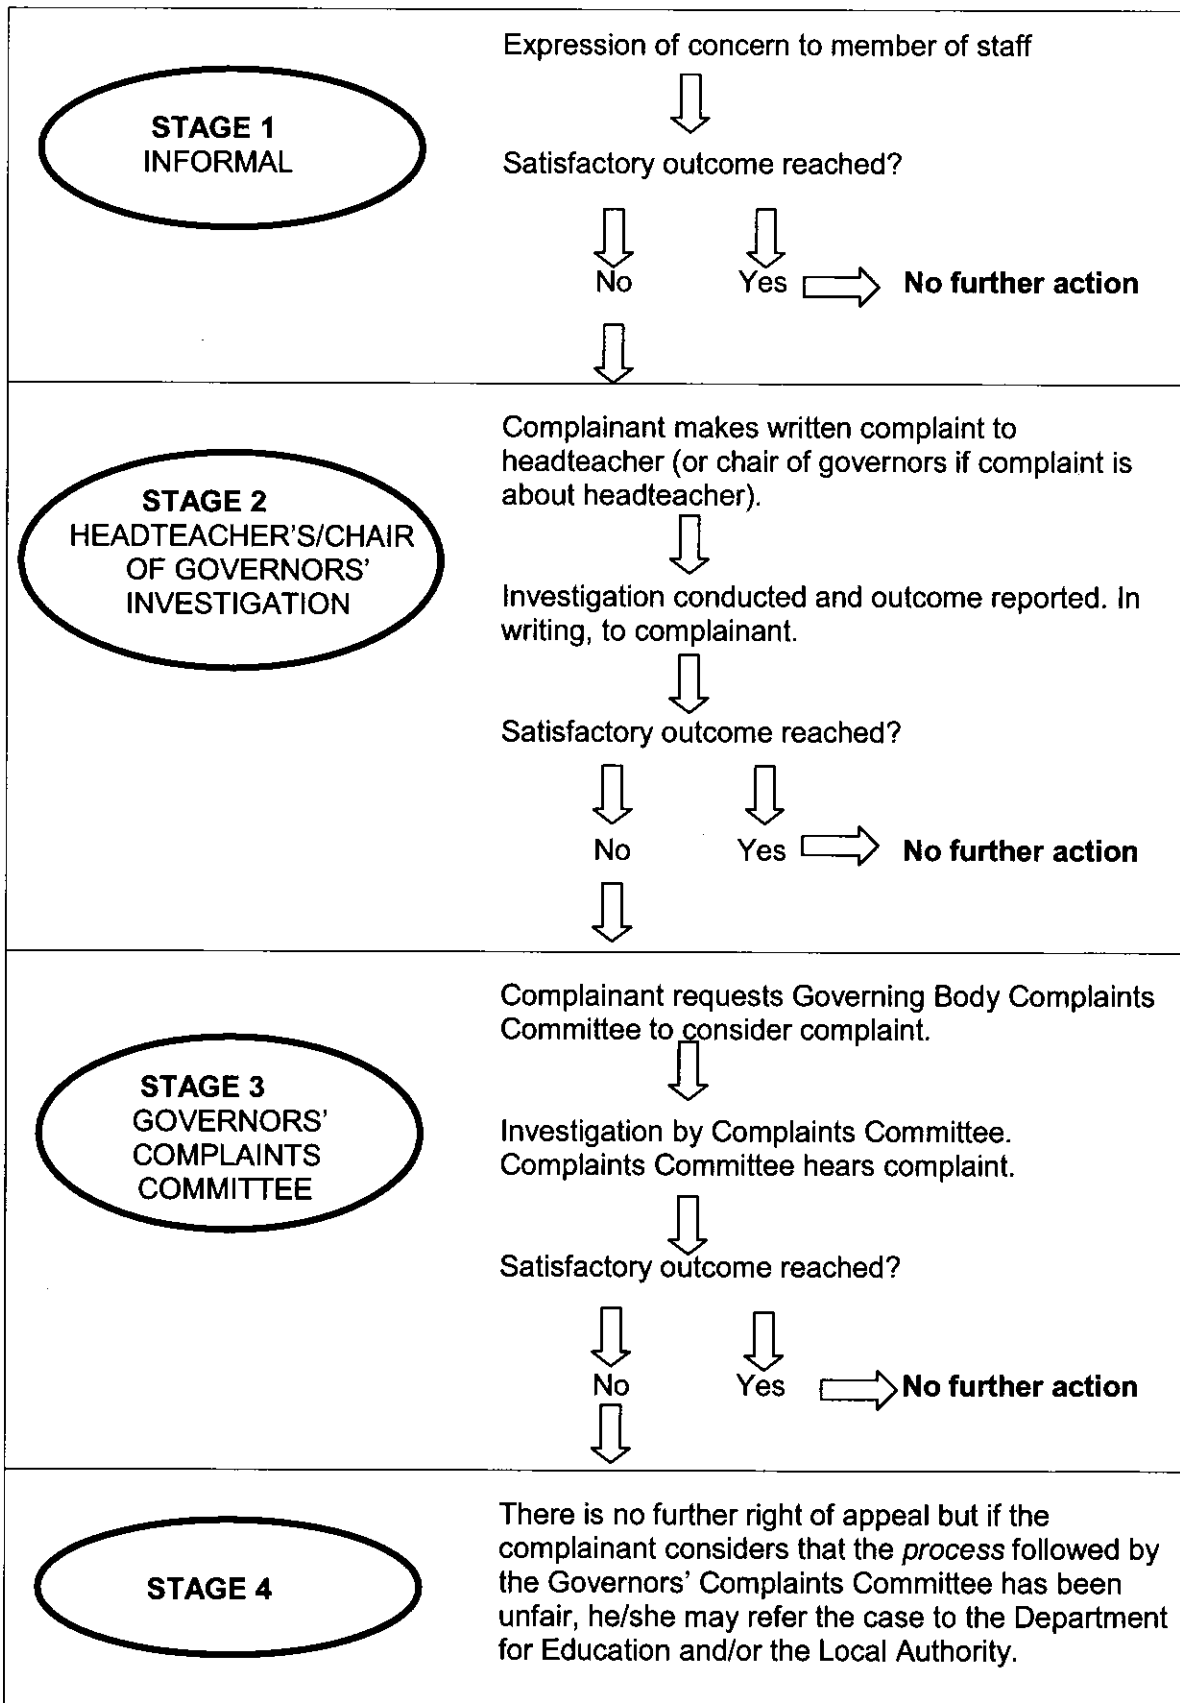 Expression of concern to member of staff
STAGE 1
INFORMAL
Satisfactory outcome reached?
No Yes No further action
Complainant makes written complaint to
headteacher (or chair of governors if complaint is
about headteacher).
STAGE 2
HEADTEACHER'S/CHAIR
OF GOVERNORS'
INVESTIGATION
Investigation conducted and outcome reported. In
writing, to complainant.
Satisfactory outcome reached?
No Yes No further action
Complainant requests Governing Body Complaints
Committee to consider complaint.
STAGE 3
GOVERNORS'
COMPLAINTS
COMMITTEE
Investigation by Complaints Committee.
Complaints Committee hears complaint.
Satisfactory outcome reached?
No Yes No further action
STAGE 4
There is no further right of appeal but if the
complainant considers that the process followed by
the Governors' Complaints Committee has been
unfair, he/she may refer the case to the Department
for Education and/or the Local Authority.